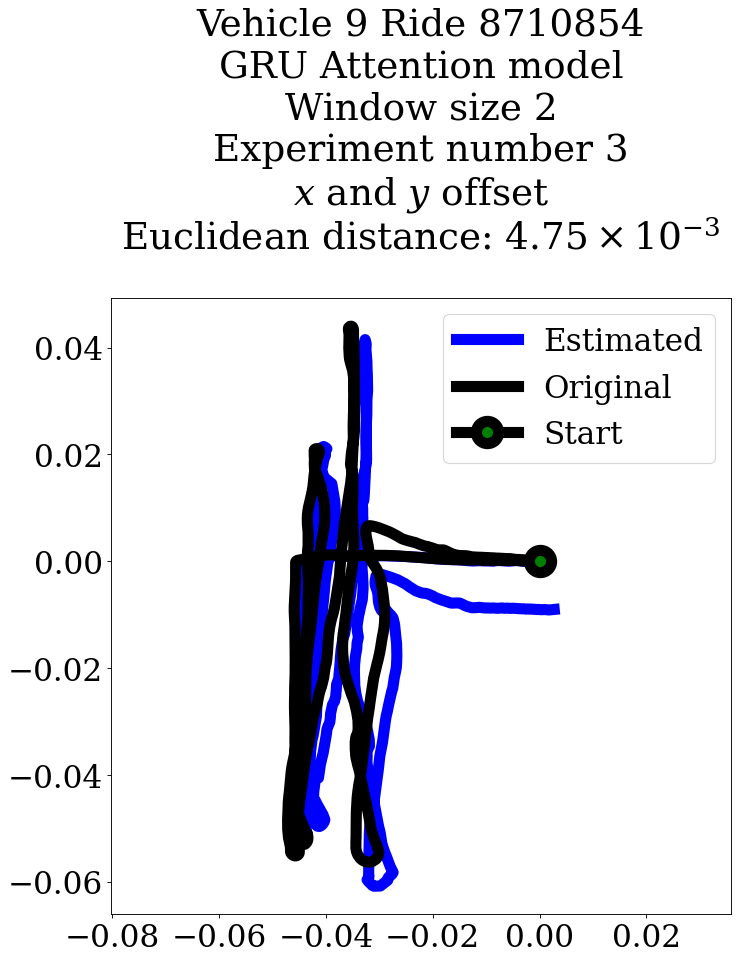 Vehicle 9 Ride 8710854
GRU Attention model
Window size 2
Experiment number 3
x and y offset
Euclidean distance: 4.75 × 10⁻³
Estimated
Original
Start
0.04
0.02
0.00
−0.02
−0.04
−0.06
−0.08 −0.06 −0.04 −0.02 0.00 0.02